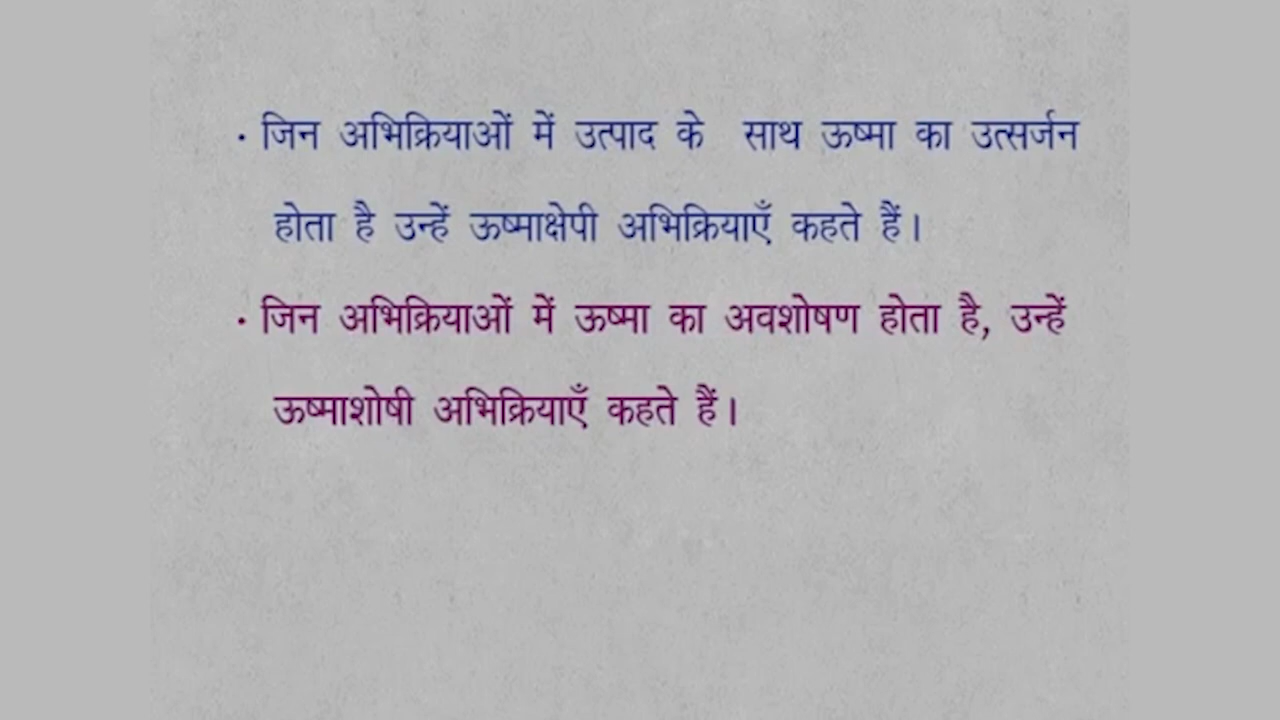 · जिन अभिक्रियाओं में उत्पाद के साथ ऊष्मा का उत्सर्जन
होता है उन्हें ऊष्माक्षेपी अभिक्रियाएँ कहते हैं।
· जिन अभिक्रियाओं में ऊष्मा का अवशोषण होता है, उन्हें
ऊष्माशोषी अभिक्रियाएँ कहते हैं।